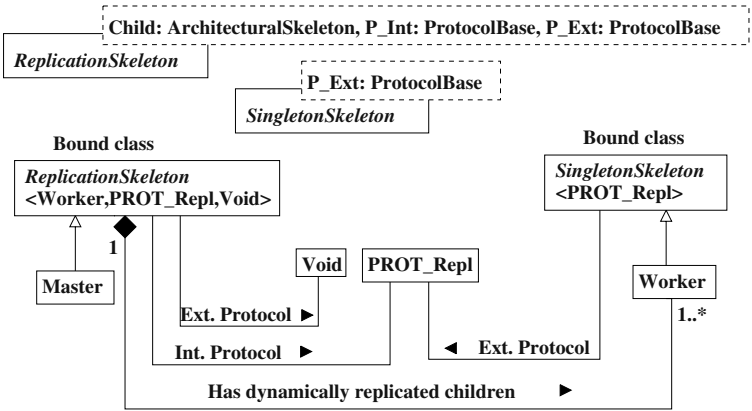 Child: ArchitecturalSkeleton, P_Int: ProtocolBase, P_Ext: ProtocolBase
ReplicationSkeleton
P_Ext: ProtocolBase
SingletonSkeleton
Bound class
Bound class
ReplicationSkeleton
<Worker,PROT_Repl,Void>
SingletonSkeleton
<PROT_Repl>
1
Void
PROT_Repl
Master
Worker
1..*
Ext. Protocol
Int. Protocol
Ext. Protocol
Has dynamically replicated children